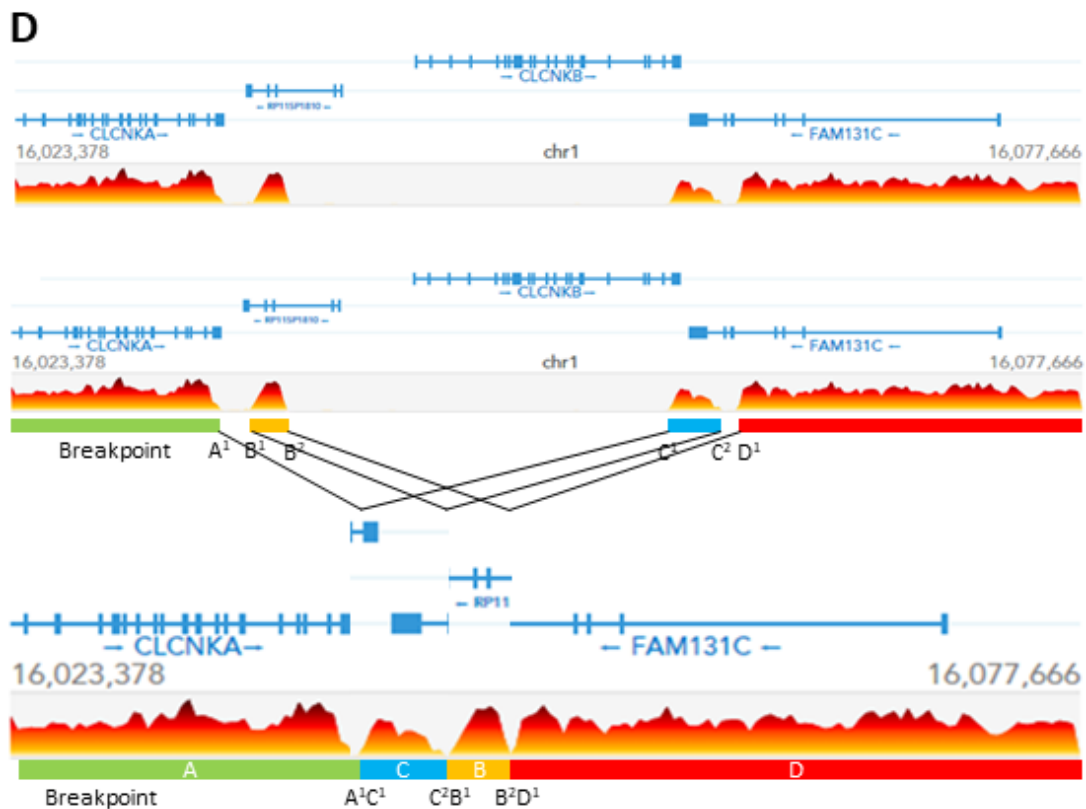 D
→ CLCNKB→
← RP11SP1810 ←
→ CLCNKA→
← FAM131C ←
16,023,378 chr1 16,077,666
→ CLCNKB→
← RP11SP1810 ←
→ CLCNKA→
← FAM131C ←
16,023,378 chr1 16,077,666
Breakpoint A¹ B¹ B² C¹ C² D¹
← RP11
→ CLCNKA→ ← FAM131C ←
16,023,378 16,077,666
A C B D
Breakpoint A¹C¹ C²B¹ B²D¹